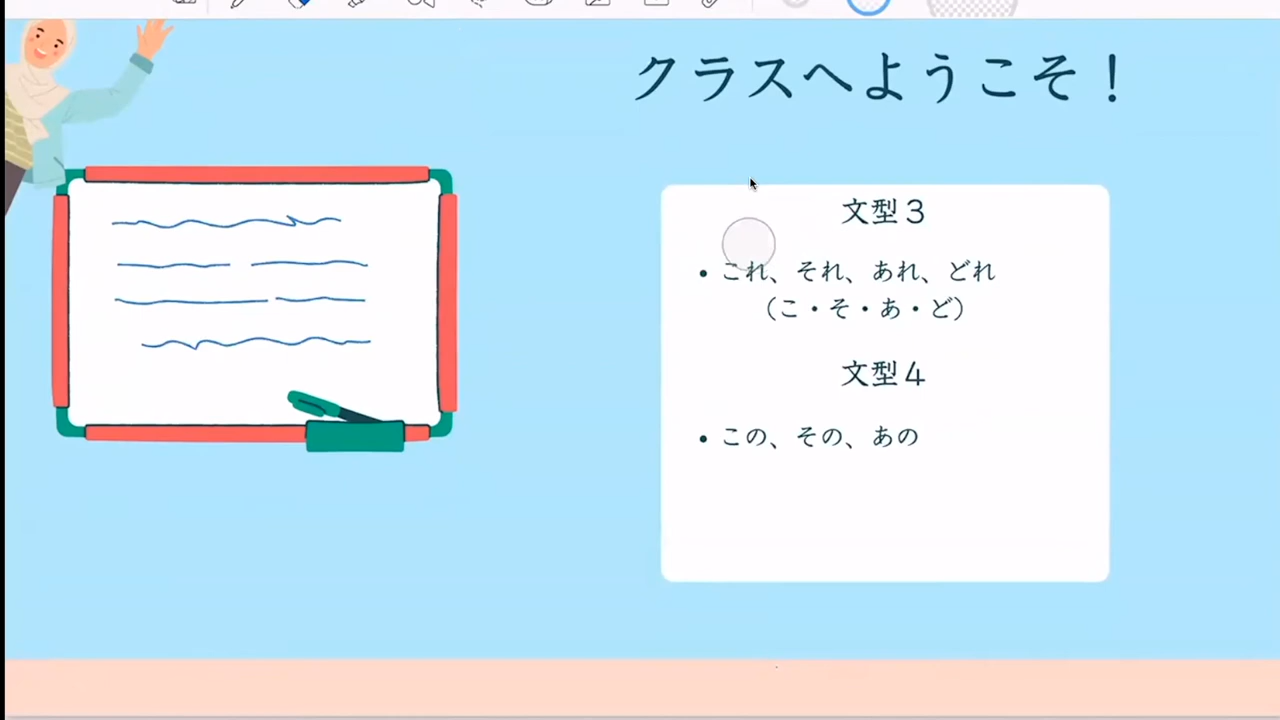 クラスへようこそ！
文型３
• これ、それ、あれ、どれ
（こ・そ・あ・ど）
文型４
• この、その、あの